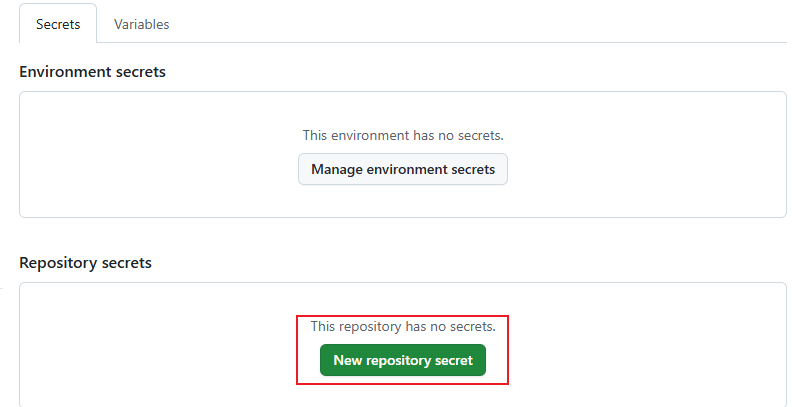 Secrets Variables
Environment secrets
This environment has no secrets.
Manage environment secrets
Repository secrets
This repository has no secrets.
New repository secret